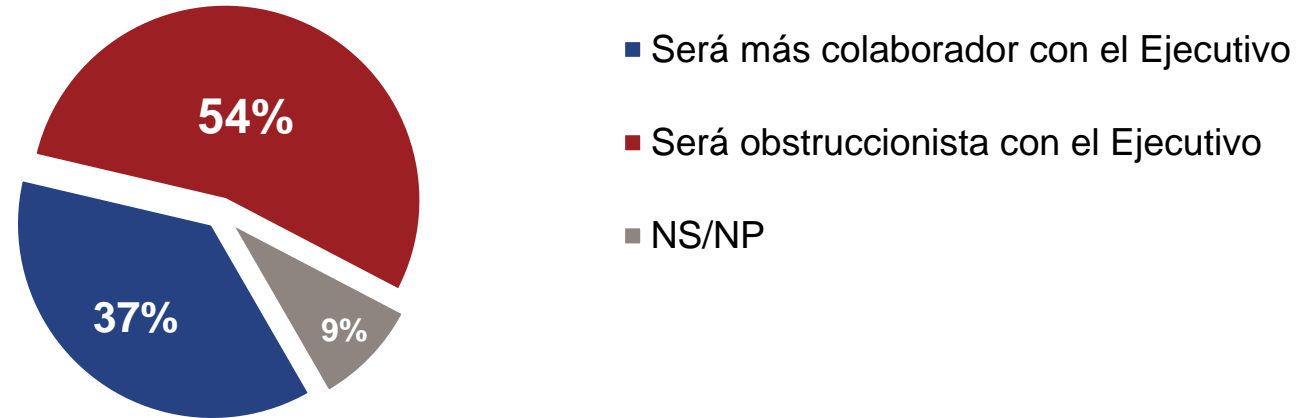 54%
37%
9%
Será más colaborador con el Ejecutivo
Será obstruccionista con el Ejecutivo
NS/NP